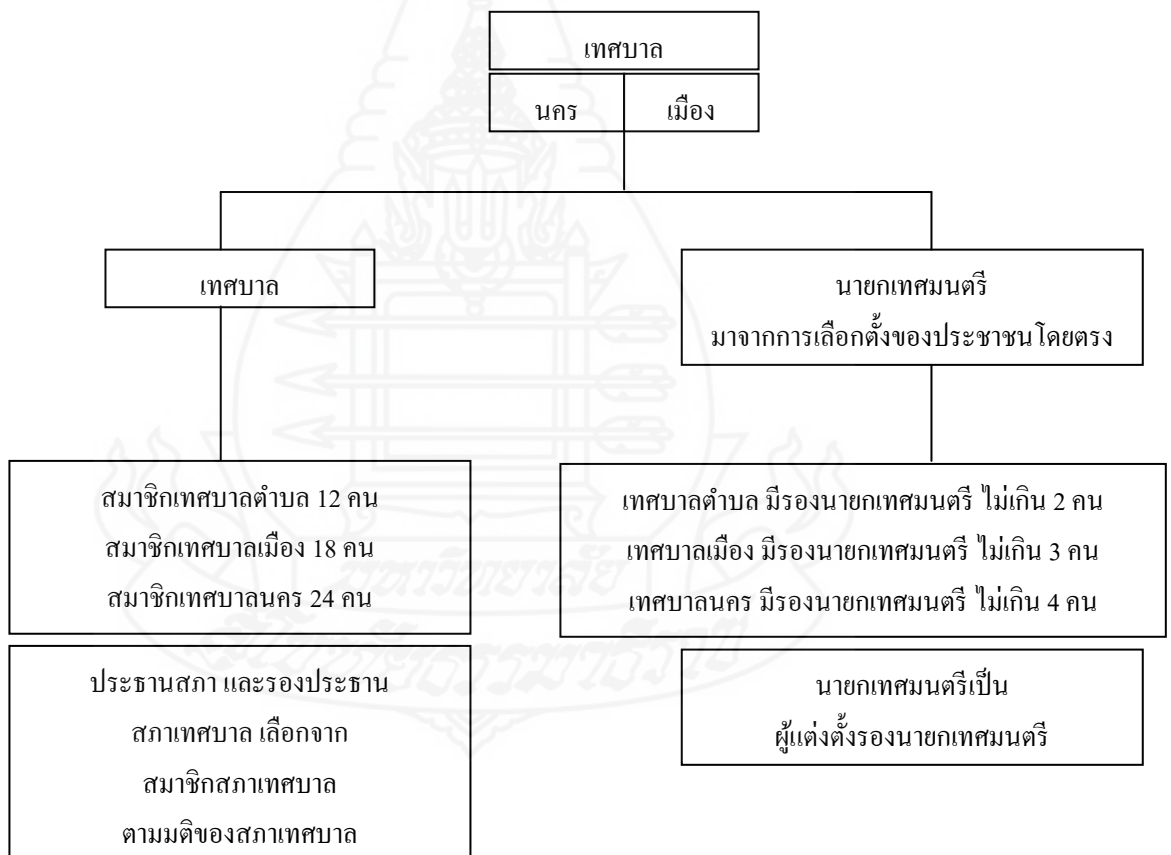 เทศบาล
นคร
เมือง
เทศบาล
นายกเทศมนตรี
มาจากการเลือกตั้งของประชาชนโดยตรง
สมาชิกเทศบาลตำบล 12 คน
สมาชิกเทศบาลเมือง 18 คน
สมาชิกเทศบาลนคร 24 คน
เทศบาลตำบล มีรองนายกเทศมนตรี ไม่เกิน 2 คน
เทศบาลเมือง มีรองนายกเทศมนตรี ไม่เกิน 3 คน
เทศบาลนคร มีรองนายกเทศมนตรี ไม่เกิน 4 คน
ประธานสภา และรองประธาน
สภาเทศบาล เลือกจาก
สมาชิกสภาเทศบาล
ตามมติของสภาเทศบาล
นายกเทศมนตรีเป็น
ผู้แต่งตั้งรองนายกเทศมนตรี